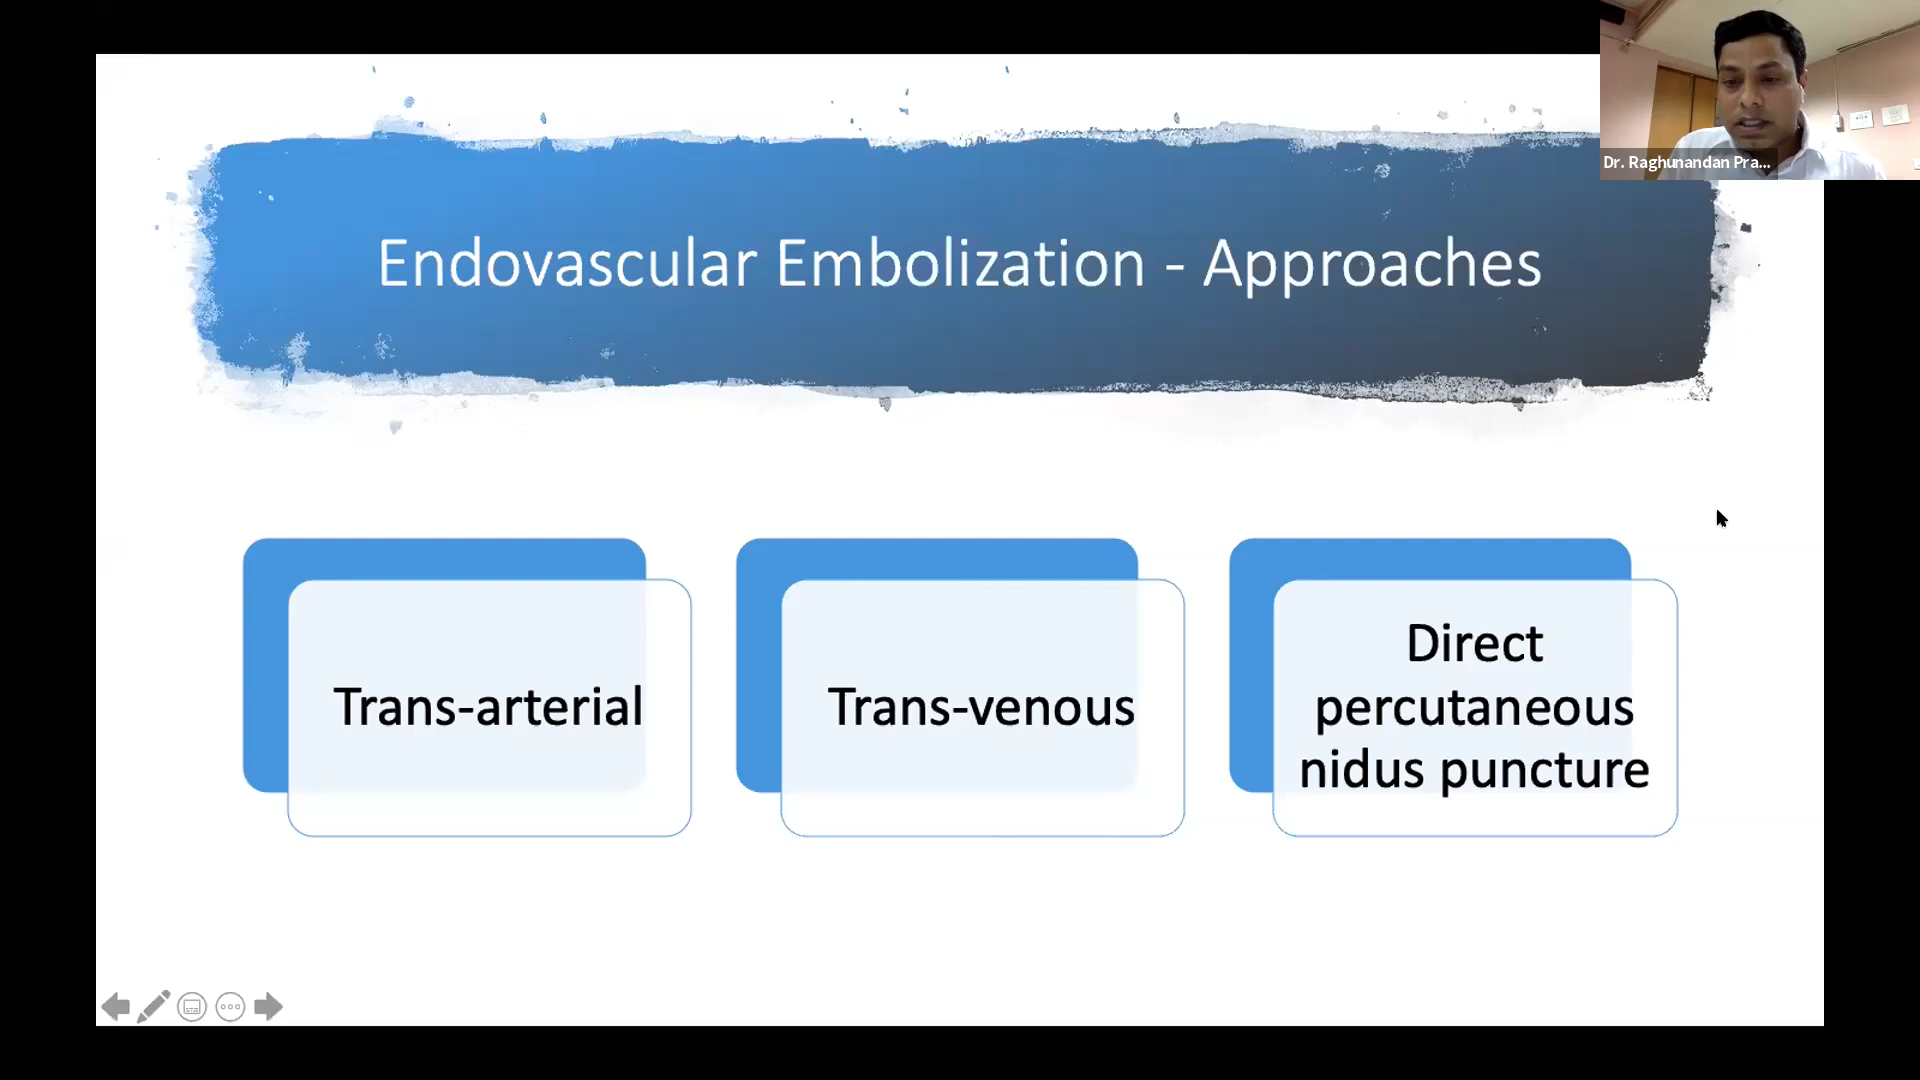 Dr. Raghunandan Pra...
Endovascular Embolization - Approaches
Trans-arterial
Trans-venous
Direct
percutaneous
nidus puncture